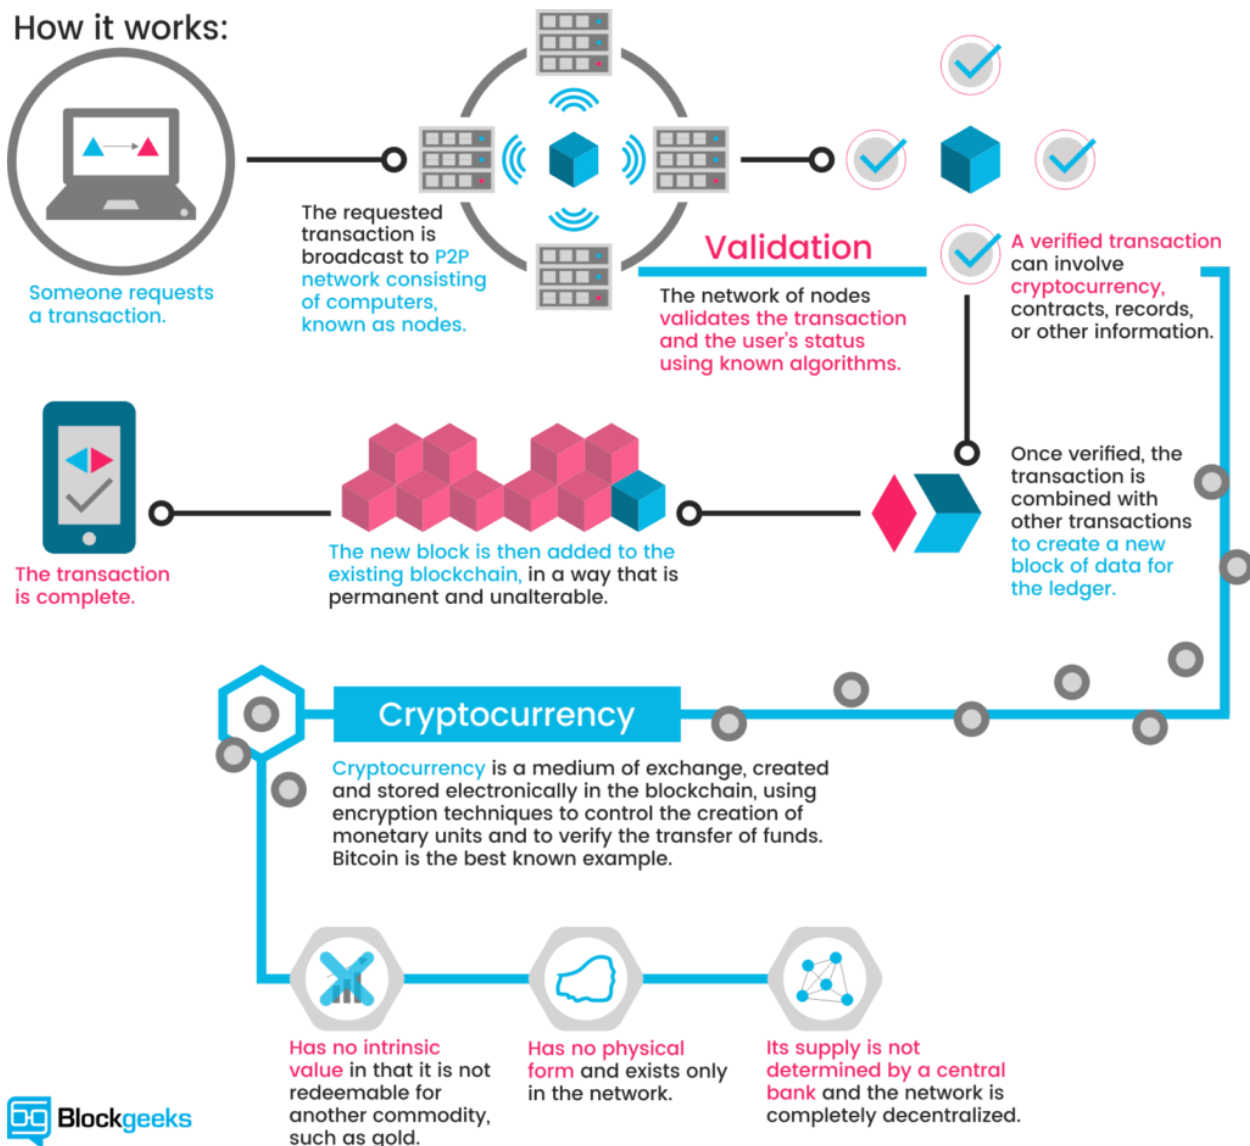 How it works:
Someone requests
a transaction.
The requested
transaction is
broadcast to P2P
network consisting
of computers,
known as nodes.
Validation
The network of nodes
validates the transaction
and the user's status
using known algorithms.
A verified transaction
can involve
cryptocurrency,
contracts, records,
or other information.
Once verified, the
transaction is
combined with
other transactions
to create a new
block of data for
the ledger.
The new block is then added to the
existing blockchain, in a way that is
permanent and unalterable.
The transaction
is complete.
Cryptocurrency
Cryptocurrency is a medium of exchange, created
and stored electronically in the blockchain, using
encryption techniques to control the creation of
monetary units and to verify the transfer of funds.
Bitcoin is the best known example.
Has no intrinsic
value in that it is not
redeemable for
another commodity,
such as gold.
Has no physical
form and exists only
in the network.
Its supply is not
determined by a central
bank and the network is
completely decentralized.
Blockgeeks